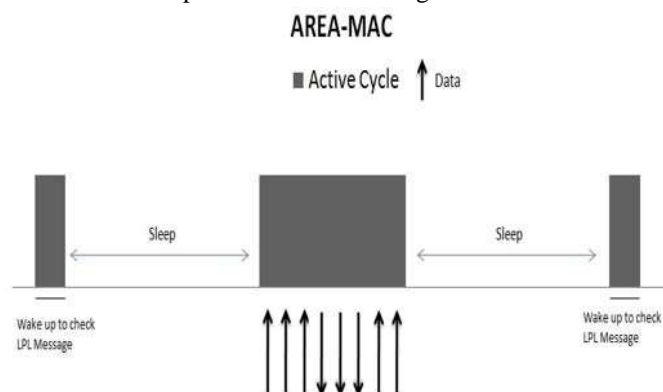 AREA-MAC
Active Cycle Data
Sleep Sleep
Wake up to check
LPL Message
Wake up to check
LPL Message